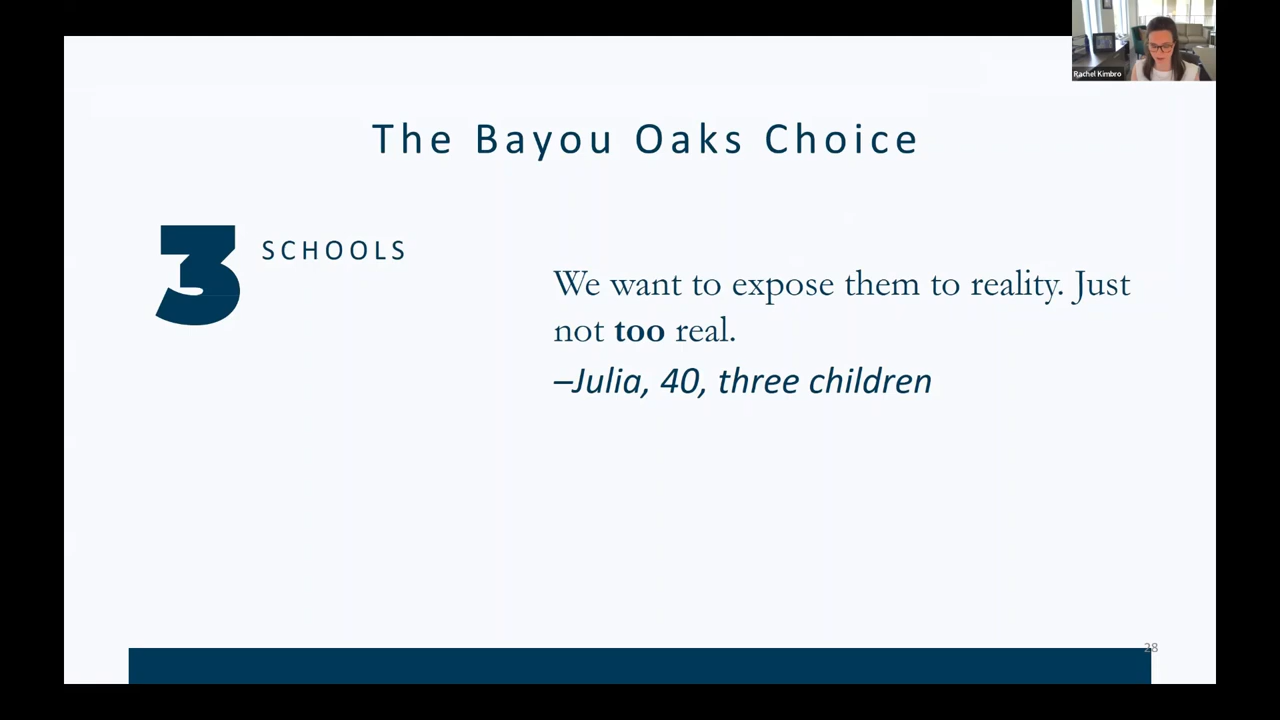 Rachel Kimbro
The Bayou Oaks Choice
3 SCHOOLS
We want to expose them to reality. Just
not too real.
–Julia, 40, three children
28